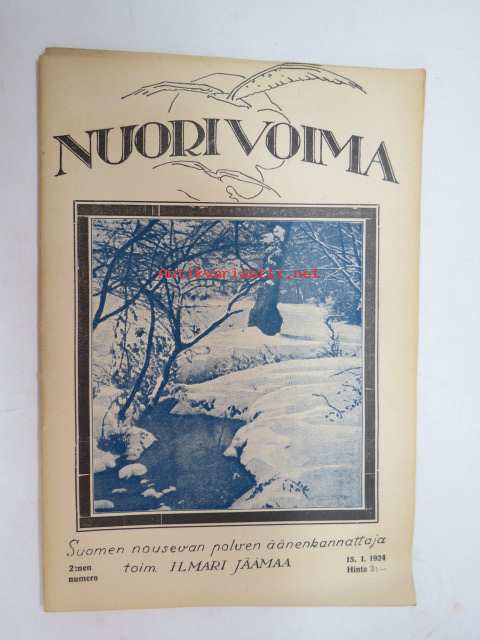 NUORI VOIMA
antikvariaatti.net
Suomen nousevan polven äänenkannattaja
2:nen numero
toim. ILMARI JÄÄMAA
15. 1. 1924
Hinta 3:—